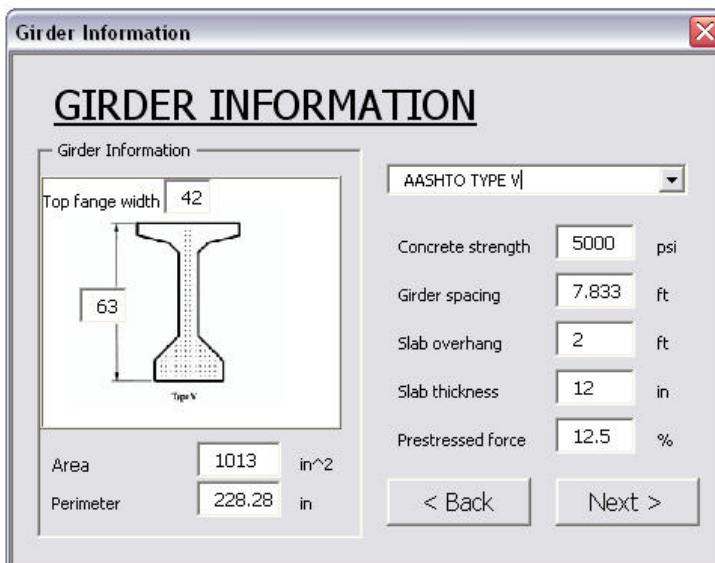 Girder Information
GIRDER INFORMATION
Girder Information
Top fange width 42
63
Type V
Area 1013 in^2
Perimeter 228.28 in
AASHTO TYPE V
Concrete strength 5000 psi
Girder spacing 7.833 ft
Slab overhang 2 ft
Slab thickness 12 in
Prestressed force 12.5 %
< Back Next >